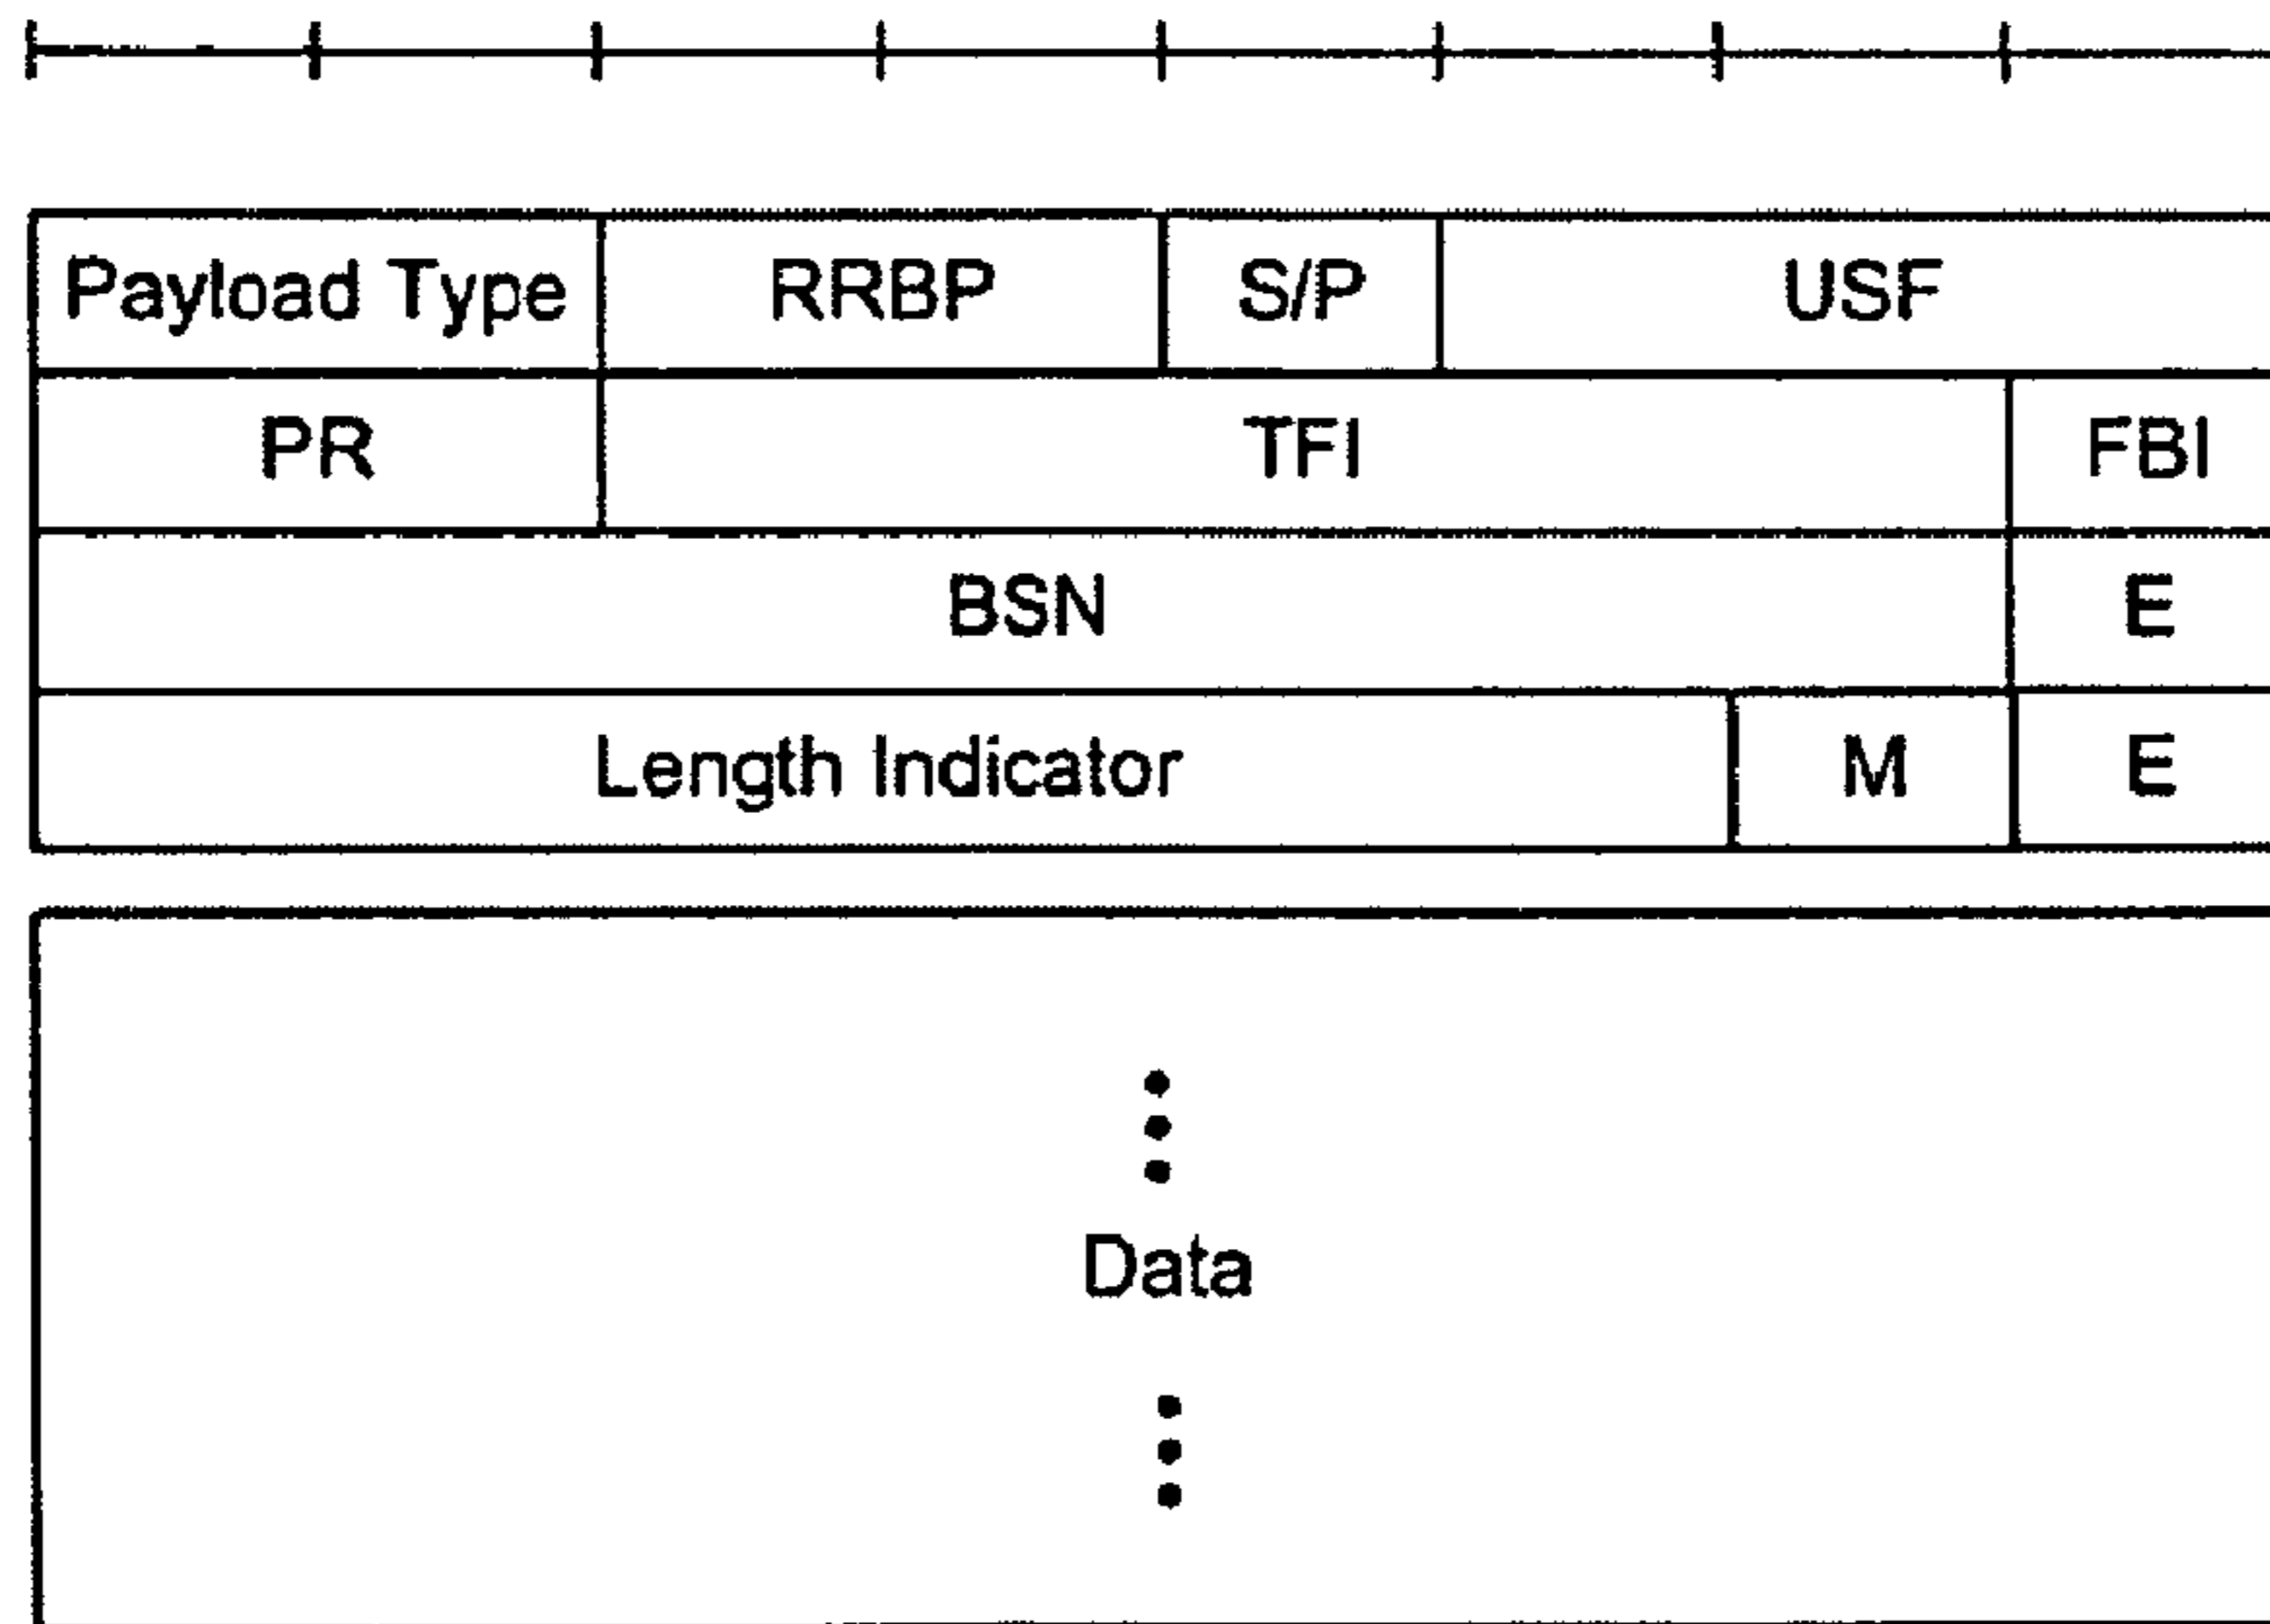 Payload Type RRBP S/P USF
PR TFI FBI
BSN E
Length Indicator M E
Data